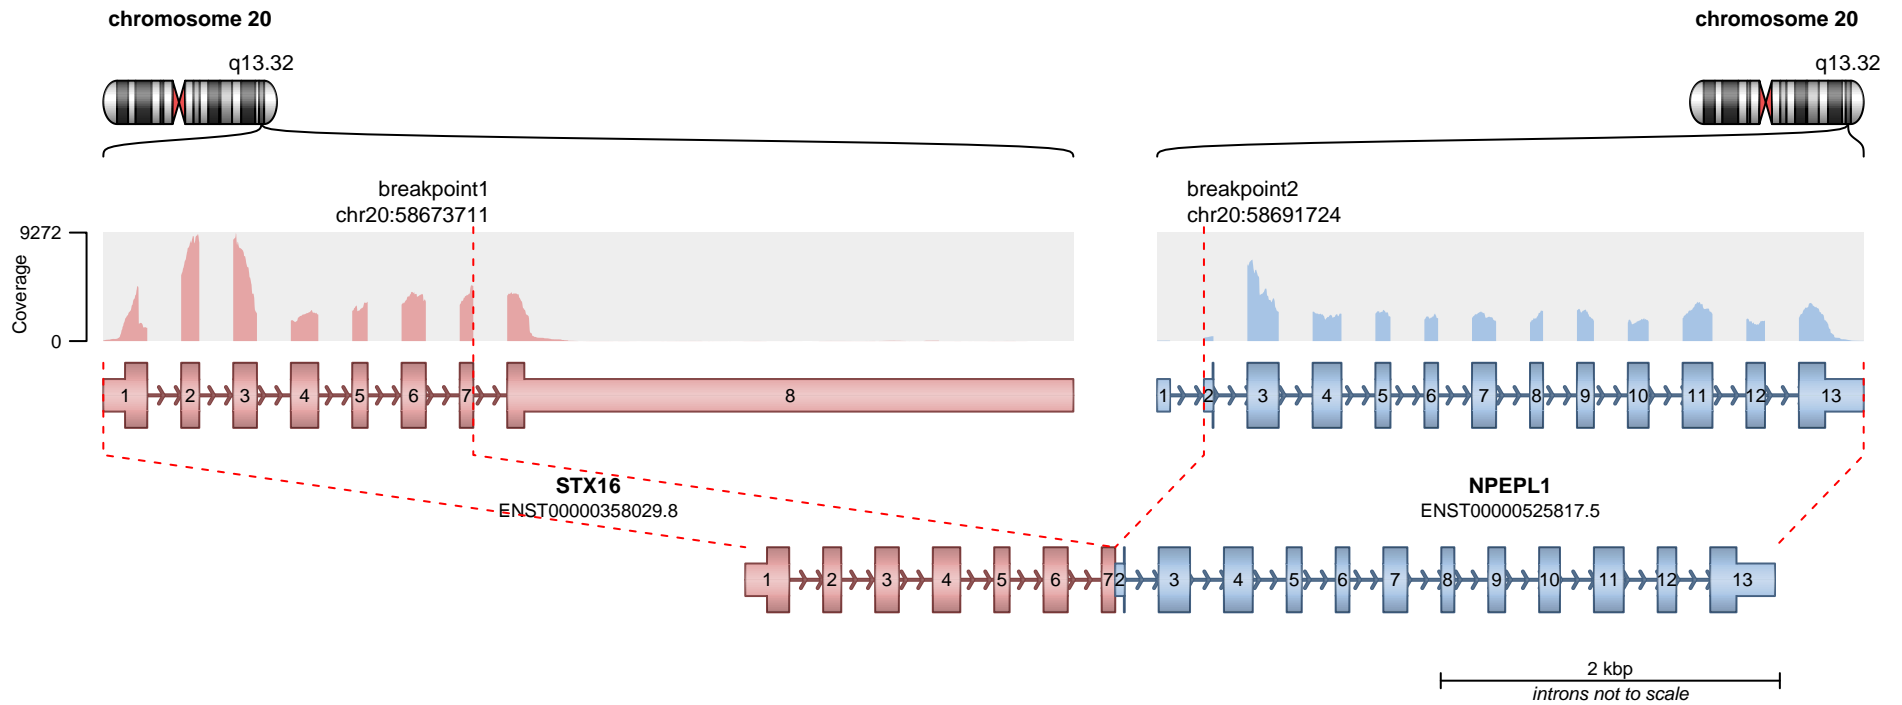 chromosome 20
chromosome 20
q13.32
q13.32
breakpoint1
chr20:58673711
breakpoint2
chr20:58691724
9272
Coverage
0
1 2 3 4 5 6 7 8
1 2 3 4 5 6 7 8 9 10 11 12 13
STX16
ENST00000358029.8
NPEPL1
ENST00000525817.5
1 2 3 4 5 6 7 2 3 4 5 6 7 8 9 10 11 12 13
2 kbp
introns not to scale